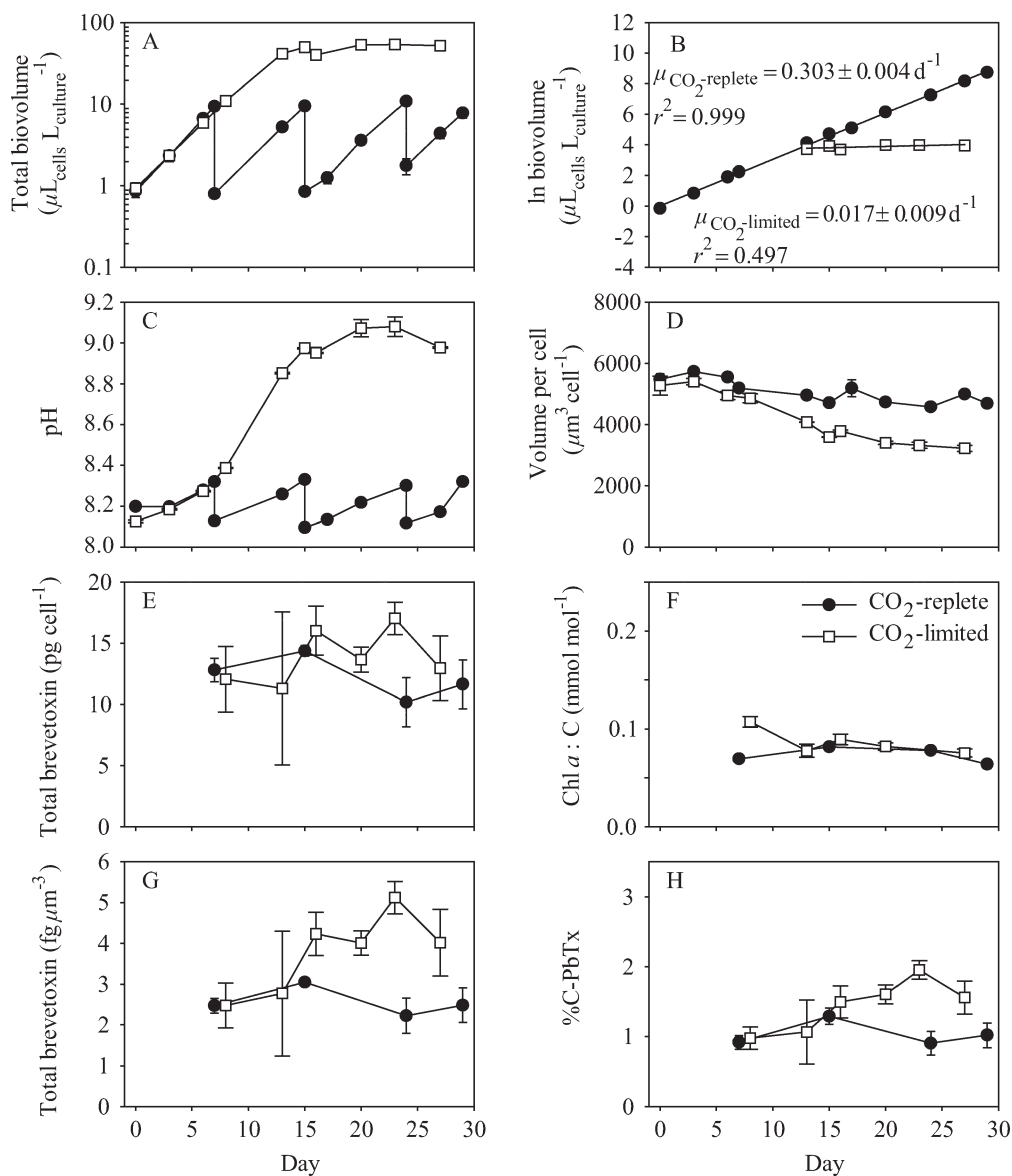 A
Total biovolume
(μL_cells L_culture^-1)
100
10
1
0.1
B
μ_CO2-replete = 0.303 ± 0.004 d^-1
r^2 = 0.999
μ_CO2-limited = 0.017 ± 0.009 d^-1
r^2 = 0.497
ln biovolume
(μL_cells L_culture^-1)
12
10
8
6
4
2
0
-2
-4
C
pH
9.2
9.0
8.8
8.6
8.4
8.2
8.0
D
Volume per cell
(μm^3 cell^-1)
8000
6000
4000
2000
0
E
Total brevetoxin (pg cell^-1)
20
15
10
5
0
F
CO2-replete
CO2-limited
Chl a : C (mmol mol^-1)
0.2
0.1
0.0
G
Total brevetoxin (fg μm^-3)
6
5
4
3
2
1
0
0 5 10 15 20 25 30
Day
H
%C-PbTx
3
2
1
0
0 5 10 15 20 25 30
Day